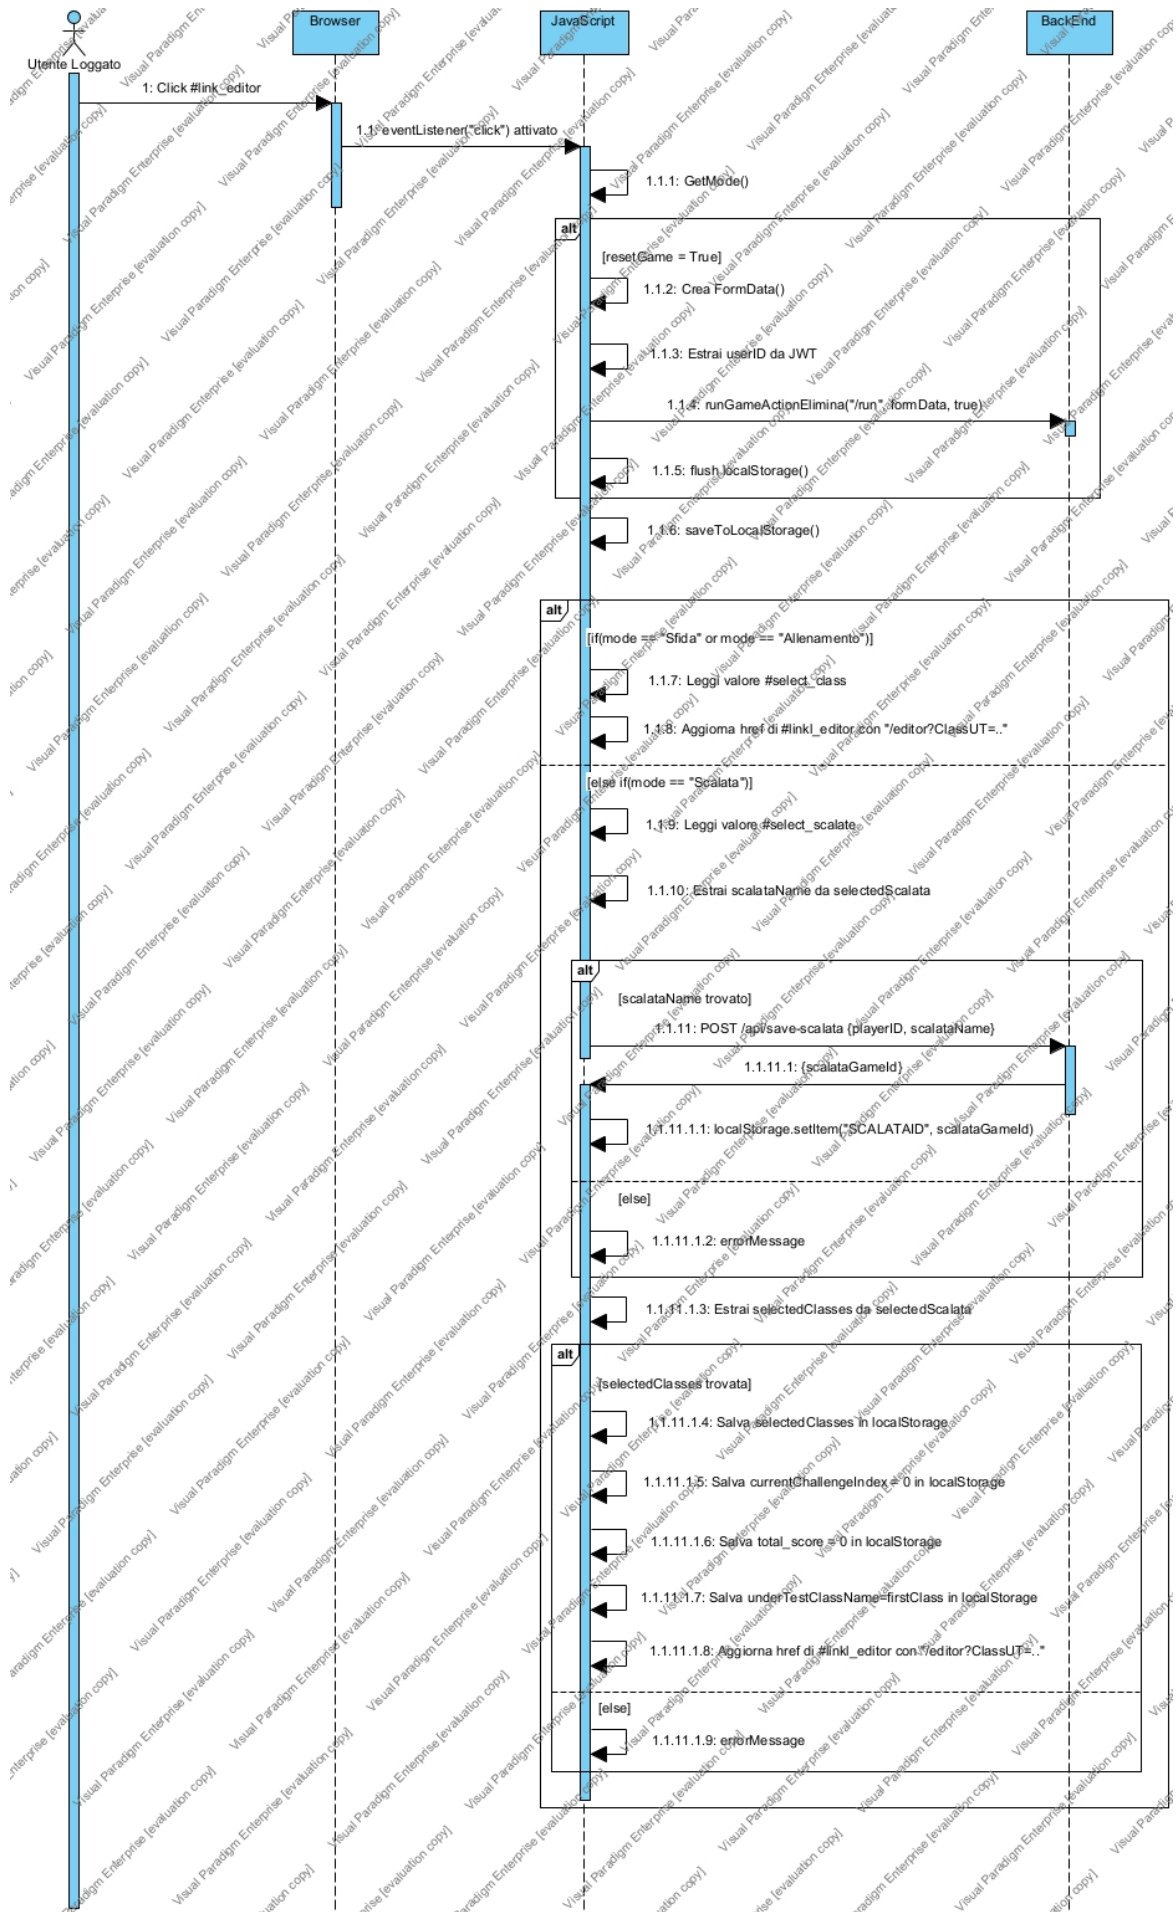 Utente Loggato
Browser
JavaScript
BackEnd
1: Click #link_editor
1.1: eventListener("click") attivato
1.1.1: GetMode()
alt
[resetGame = True]
1.1.2: Crea FormData()
1.1.3: Estrai userID da JWT
1.1.4: runGameActionElimina("/run", formData, true)
1.1.5: flush localStorage()
1.1.6: saveToLocalStorage()
alt
[if(mode == "Sfida" or mode == "Allenamento")]
1.1.7: Leggi valore #select_class
1.1.8: Aggiorna href di #linkl_editor con "/editor?ClassUT=.."
[else if(mode == "Scalata")]
1.1.9: Leggi valore #select_scalate
1.1.10: Estrai scalataName da selectedScalata
alt
[scalataName trovato]
1.1.11: POST /api/save-scalata {playerID, scalataName}
1.1.11.1: {scalataGameId}
1.1.11.1.1: localStorage.setItem("SCALATAID", scalataGameId)
[else]
1.1.11.1.2: errorMessage
1.1.11.1.3: Estrai selectedClasses da selectedScalata
alt
[selectedClasses trovata]
1.1.11.1.4: Salva selectedClasses in localStorage
1.1.11.1.5: Salva currentChallengeIndex = 0 in localStorage
1.1.11.1.6: Salva total_score = 0 in localStorage
1.1.11.1.7: Salva underTestClassName=firstClass in localStorage
1.1.11.1.8: Aggiorna href di #linkl_editor con "/editor?ClassUT=.."
[else]
1.1.11.1.9: errorMessage
Visual Paradigm Enterprise [evaluation copy]